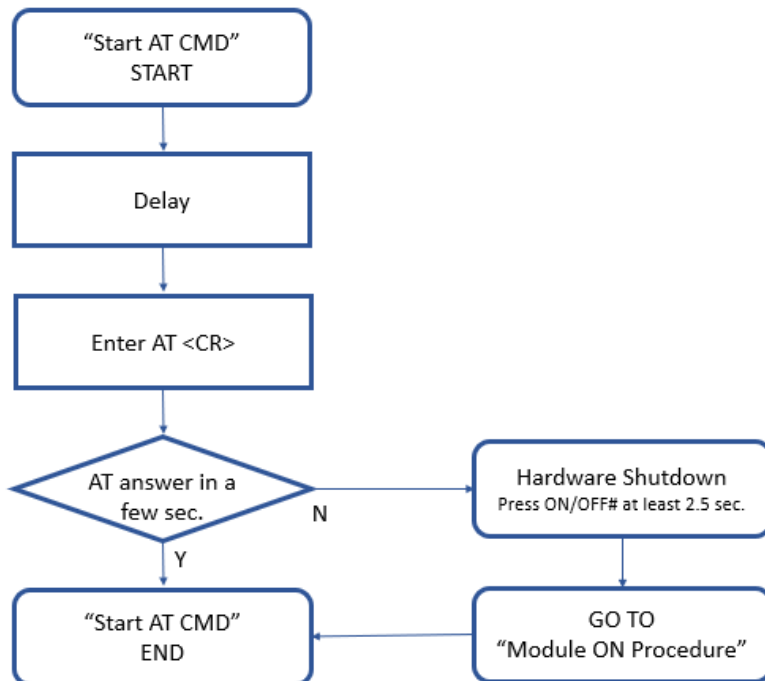 “Start AT CMD”
START
Delay
Enter AT <CR>
AT answer in a
few sec.
N
Y
Hardware Shutdown
Press ON/OFF# at least 2.5 sec.
GO TO
“Module ON Procedure”
“Start AT CMD”
END